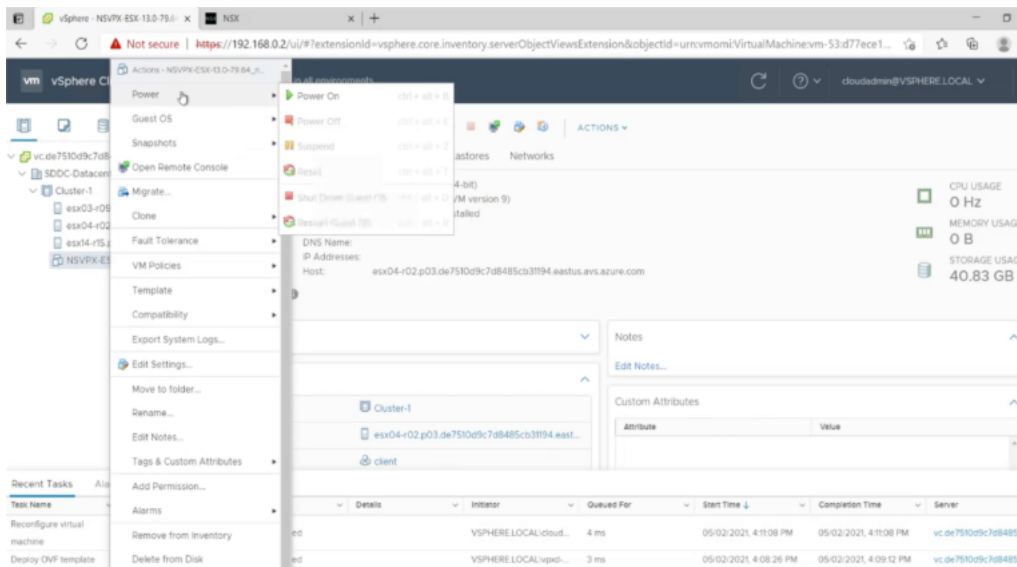 vSphere - NSVPX-ESX-13.0-79.6
NSX
Not secure
https://192.168.0.2/ui/#?extensionId=vsphere.core.inventory.serverObjectViewsExtension&objectId=urn:vmomi:VirtualMachine:vm-53:d77ece1...
vm
vSphere Cl
Actions - NSVPX-ESX-13.0-79.64_n...
in all environments
cloudadmin@VSPHERE.LOCAL
Power
Power On
Guest OS
Power Off
ACTIONS
Snapshots
Suspend
astores
Networks
vc.de7510d9c7d8
Open Remote Console
Reset
SDDC-Datacen
Migrate...
Shut Down Guest OS
4-bit)
VM version 9)
CPU USAGE
0 Hz
Cluster-1
Clone
Restart Guest OS
talled
MEMORY USAG
0 B
esx03-r09
esx04-r02
Fault Tolerance
DNS Name:
esx14-r15.p
IP Addresses:
STORAGE USAG
40.83 GB
NSVPX-ES
VM Policies
Host:
esx04-r02.p03.de7510d9c7d8485cb31194.eastus.avs.azure.com
Template
Compatibility
Export System Logs...
Notes
Edit Settings...
Edit Notes...
Move to folder...
Rename...
Cluster-1
Custom Attributes
Attribute
Value
Edit Notes...
esx04-r02.p03.de7510d9c7d8485cb31194.east...
Tags & Custom Attributes
client
Recent Tasks
Ala
Add Permission...
Task Name
Alarms
Details
Initiator
Queued For
Start Time
Completion Time
Server
Reconfigure virtual machine
Remove from Inventory
ed
VSPHERE.LOCAL\cloud...
4 ms
05/02/2021, 4:11:08 PM
05/02/2021, 4:11:08 PM
vc.de7510d9c7d8485
Deploy OVF template
Delete from Disk
ed
VSPHERE.LOCAL\vpxd-...
3 ms
05/02/2021, 4:08:26 PM
05/02/2021, 4:09:12 PM
vc.de7510d9c7d8485